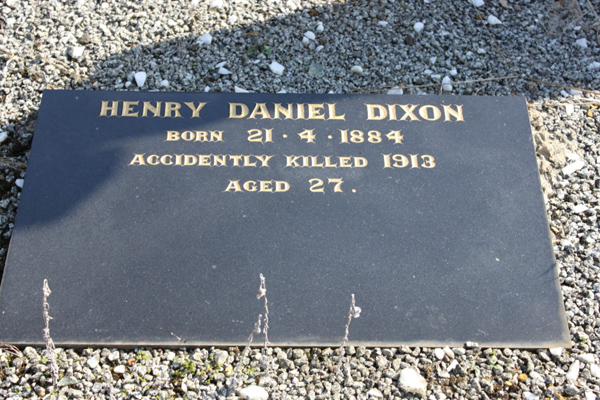 HENRY DANIEL DIXON
BORN 21·4·1884
ACCIDENTLY KILLED 1913
AGED 27.